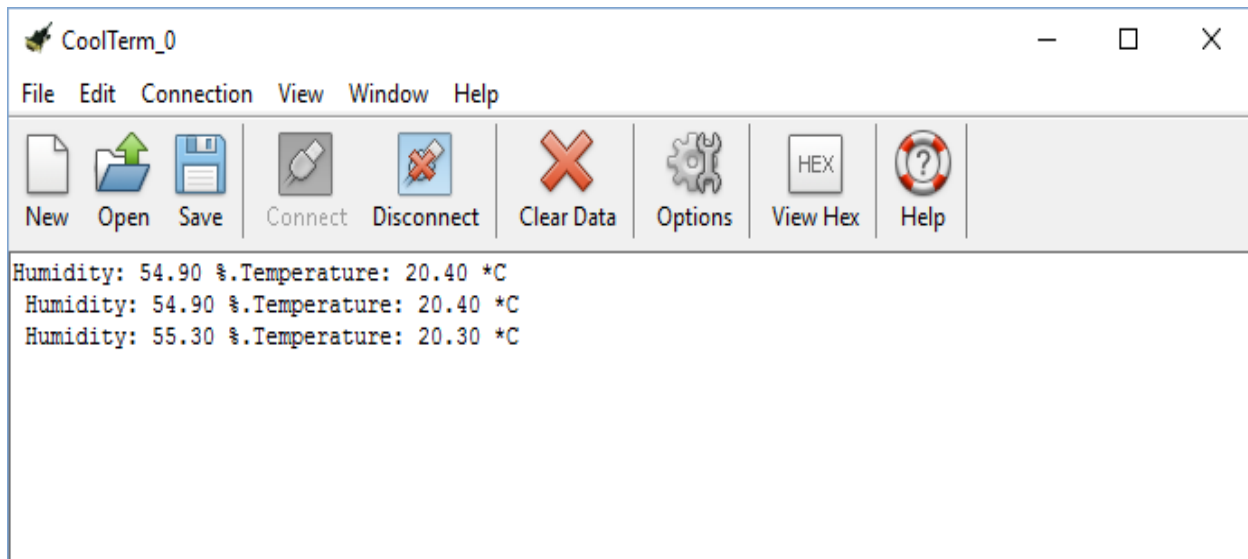 CoolTerm_0
File Edit Connection View Window Help
HEX
New Open Save Connect Disconnect Clear Data Options View Hex Help
Humidity: 54.90 %.Temperature: 20.40 *C
Humidity: 54.90 %.Temperature: 20.40 *C
Humidity: 55.30 %.Temperature: 20.30 *C